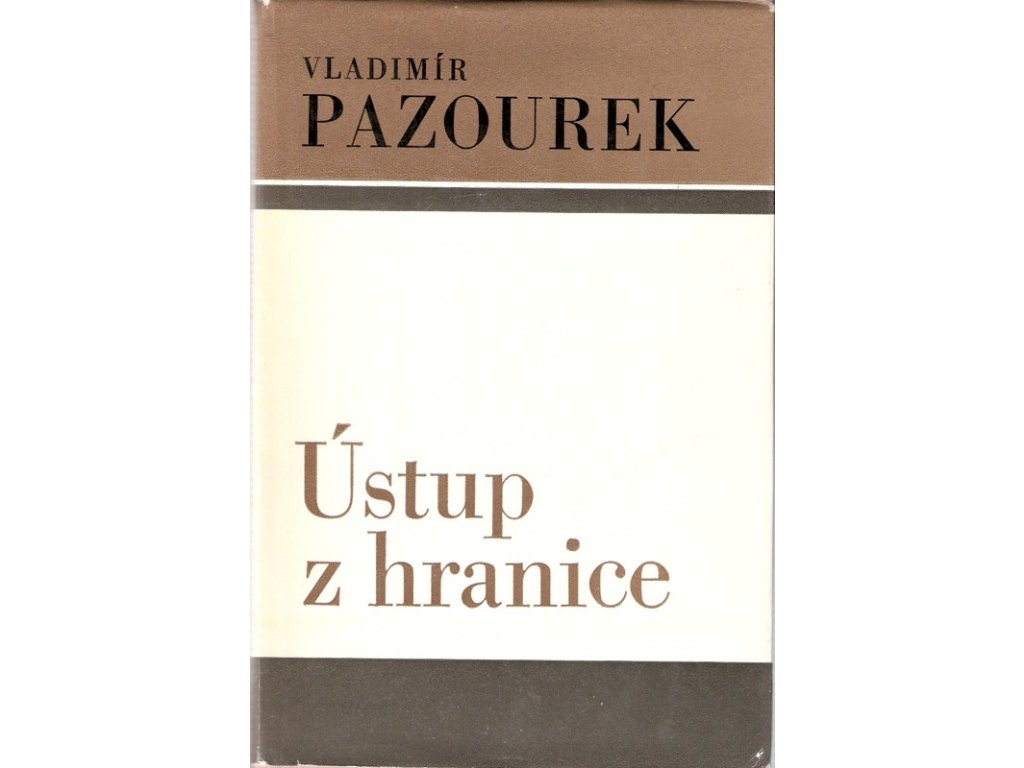 VLADIMÍR
PAZOUREK
Ústup
z hranice